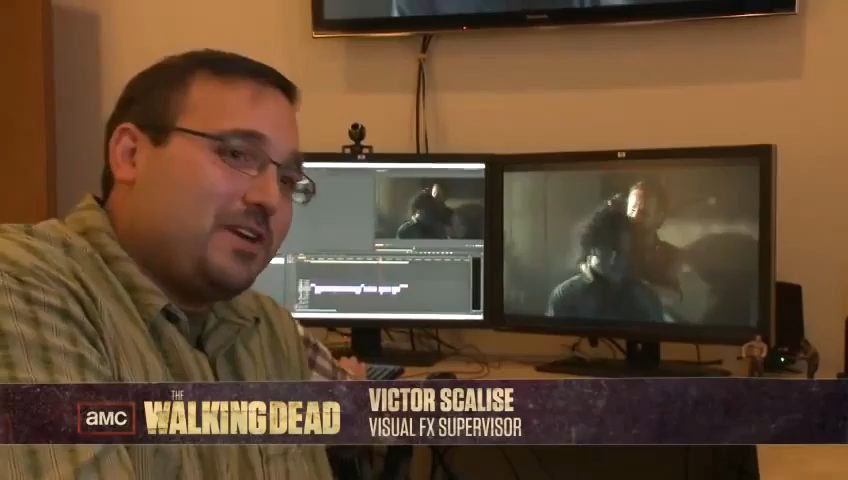 amc
THE
WALKING DEAD
VICTOR SCALISE
VISUAL FX SUPERVISOR